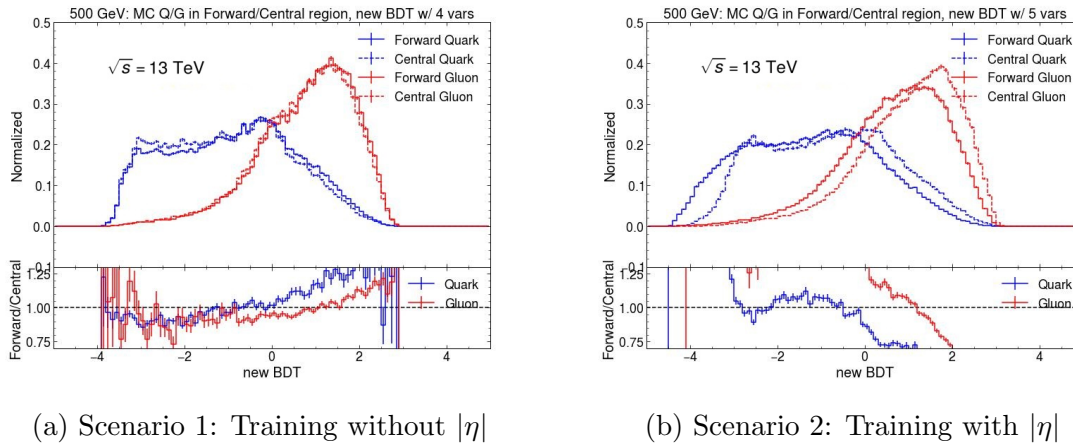 500 GeV: MC Q/G in Forward/Central region, new BDT w/ 4 vars
0.5
0.4
0.3
0.2
0.1
0.0
Normalized
√s = 13 TeV
Forward Quark
Central Quark
Forward Gluon
Central Gluon
0.1
1.25
1.00
0.75
Forward/Central
Quark
Gluon
−4 −2 0 2 4
new BDT
(a) Scenario 1: Training without |η|
500 GeV: MC Q/G in Forward/Central region, new BDT w/ 5 vars
0.5
0.4
0.3
0.2
0.1
0.0
Normalized
√s = 13 TeV
Forward Quark
Central Quark
Forward Gluon
Central Gluon
0.1
1.25
1.00
0.75
Forward/Central
Quark
Gluon
−4 −2 0 2 4
new BDT
(b) Scenario 2: Training with |η|